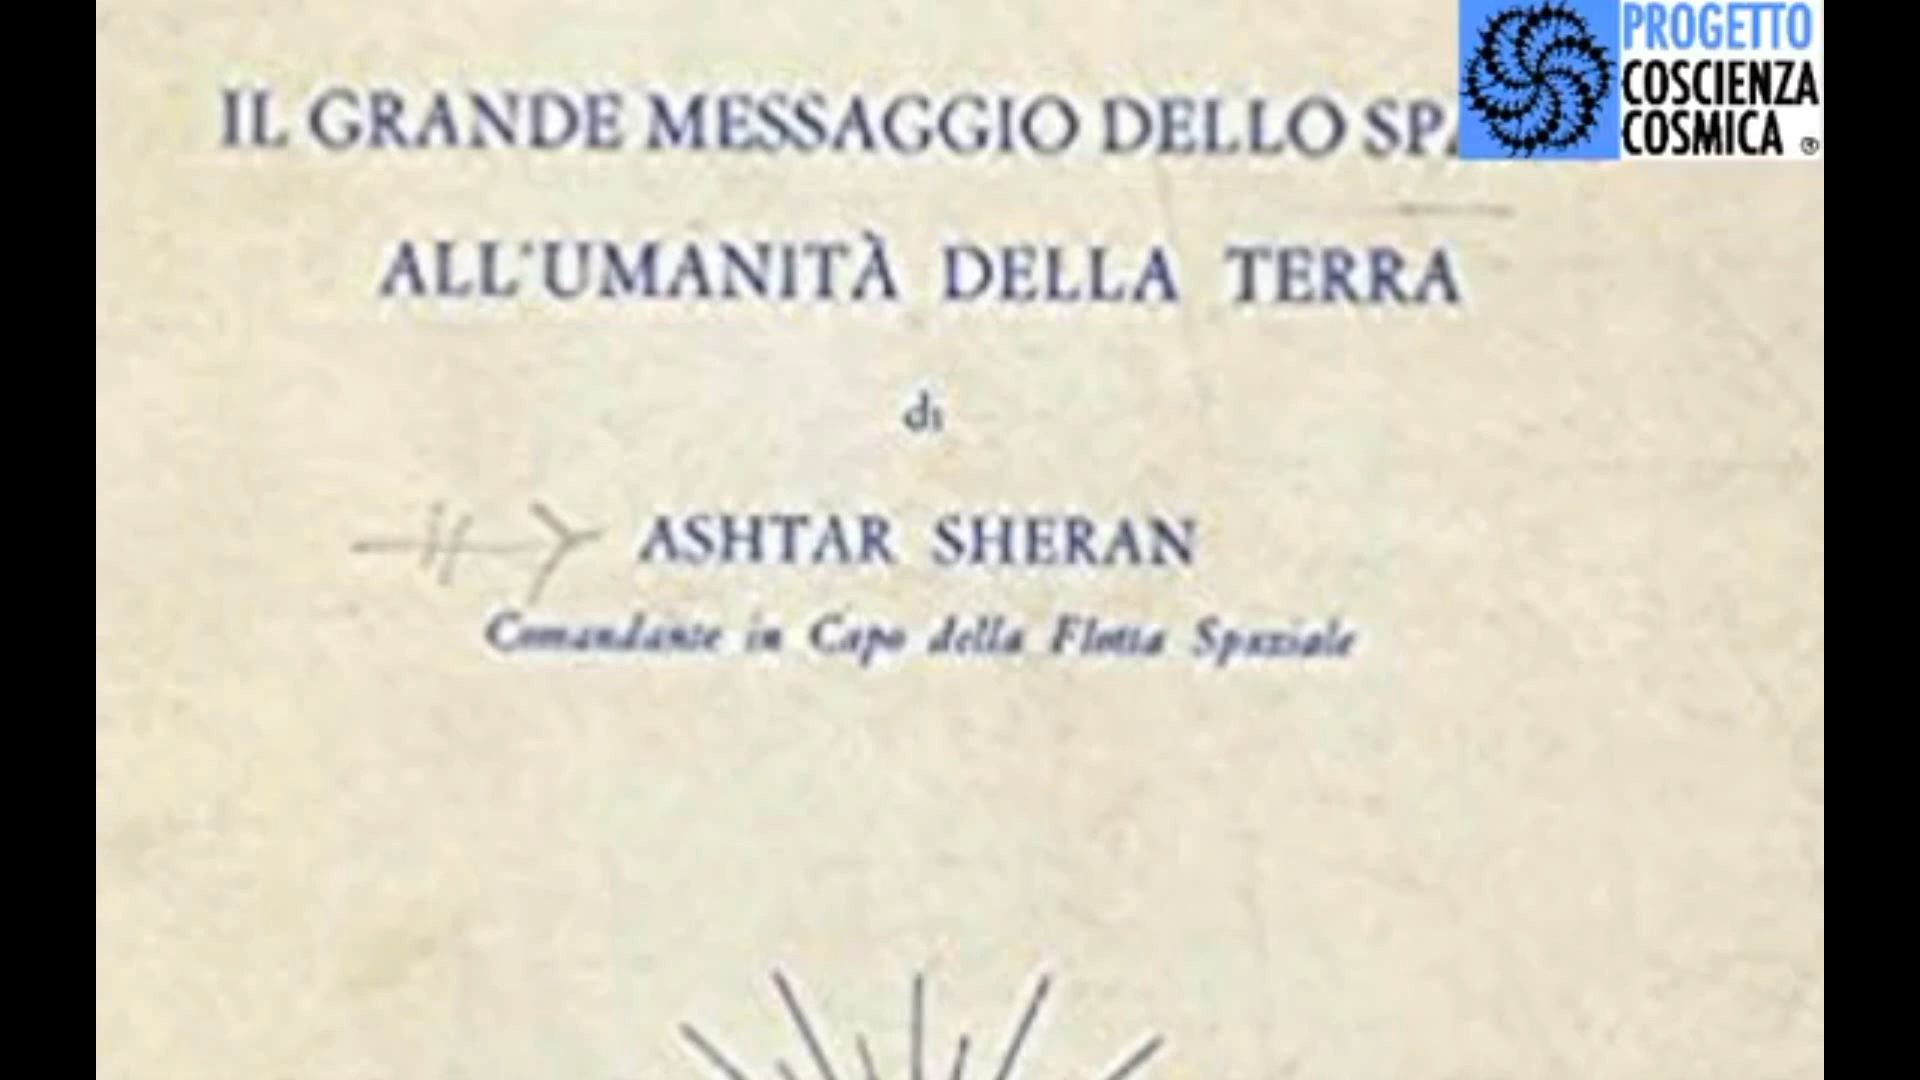 IL GRANDE MESSAGGIO DELLO SPA
ALL'UMANITÀ DELLA TERRA
di
ASHTAR SHERAN
Comandante in Capo della Flotta Spaziale
PROGETTO
COSCIENZA
COSMICA ®